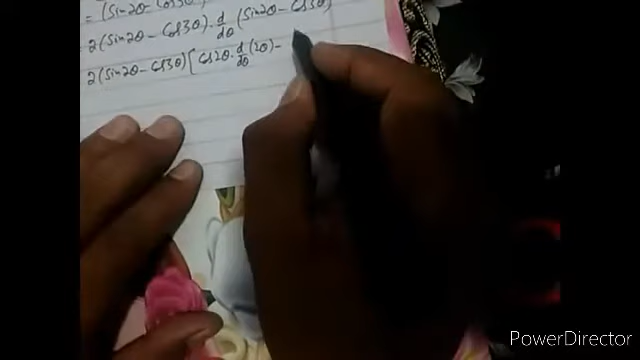 = (Sin2θ - Cos3θ)
= 2(Sin2θ - Cos3θ) · d/dθ (Sin2θ - Cos3θ)
2(Sin2θ - Cos3θ) [Cos2θ · d/dθ (2θ) -
PowerDirector